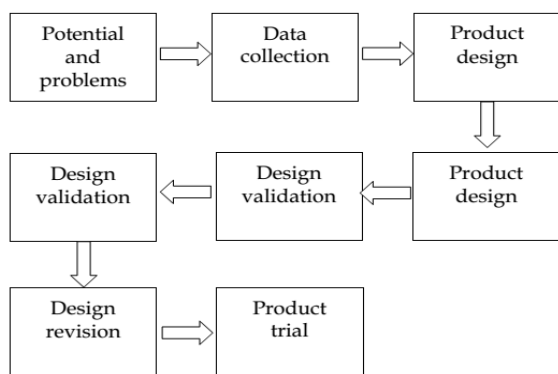 Potential
and
problems
Data
collection
Product
design
Product
design
Design
validation
Design
validation
Design
revision
Product
trial